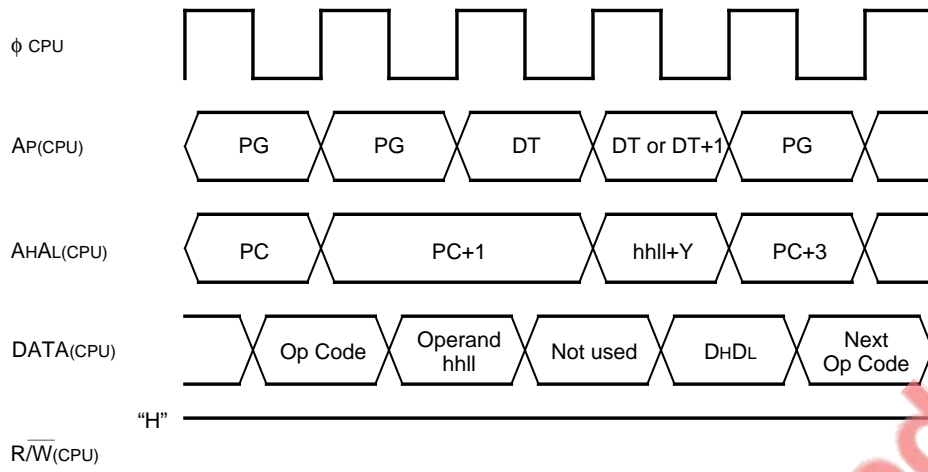 ϕ CPU
AP(CPU) PG PG DT DT or DT+1 PG
AHAL(CPU) PC PC+1 hhll+Y PC+3
DATA(CPU) Op Code Operand hhll Not used DHDL Next Op Code
“H”
R/W̅(CPU)